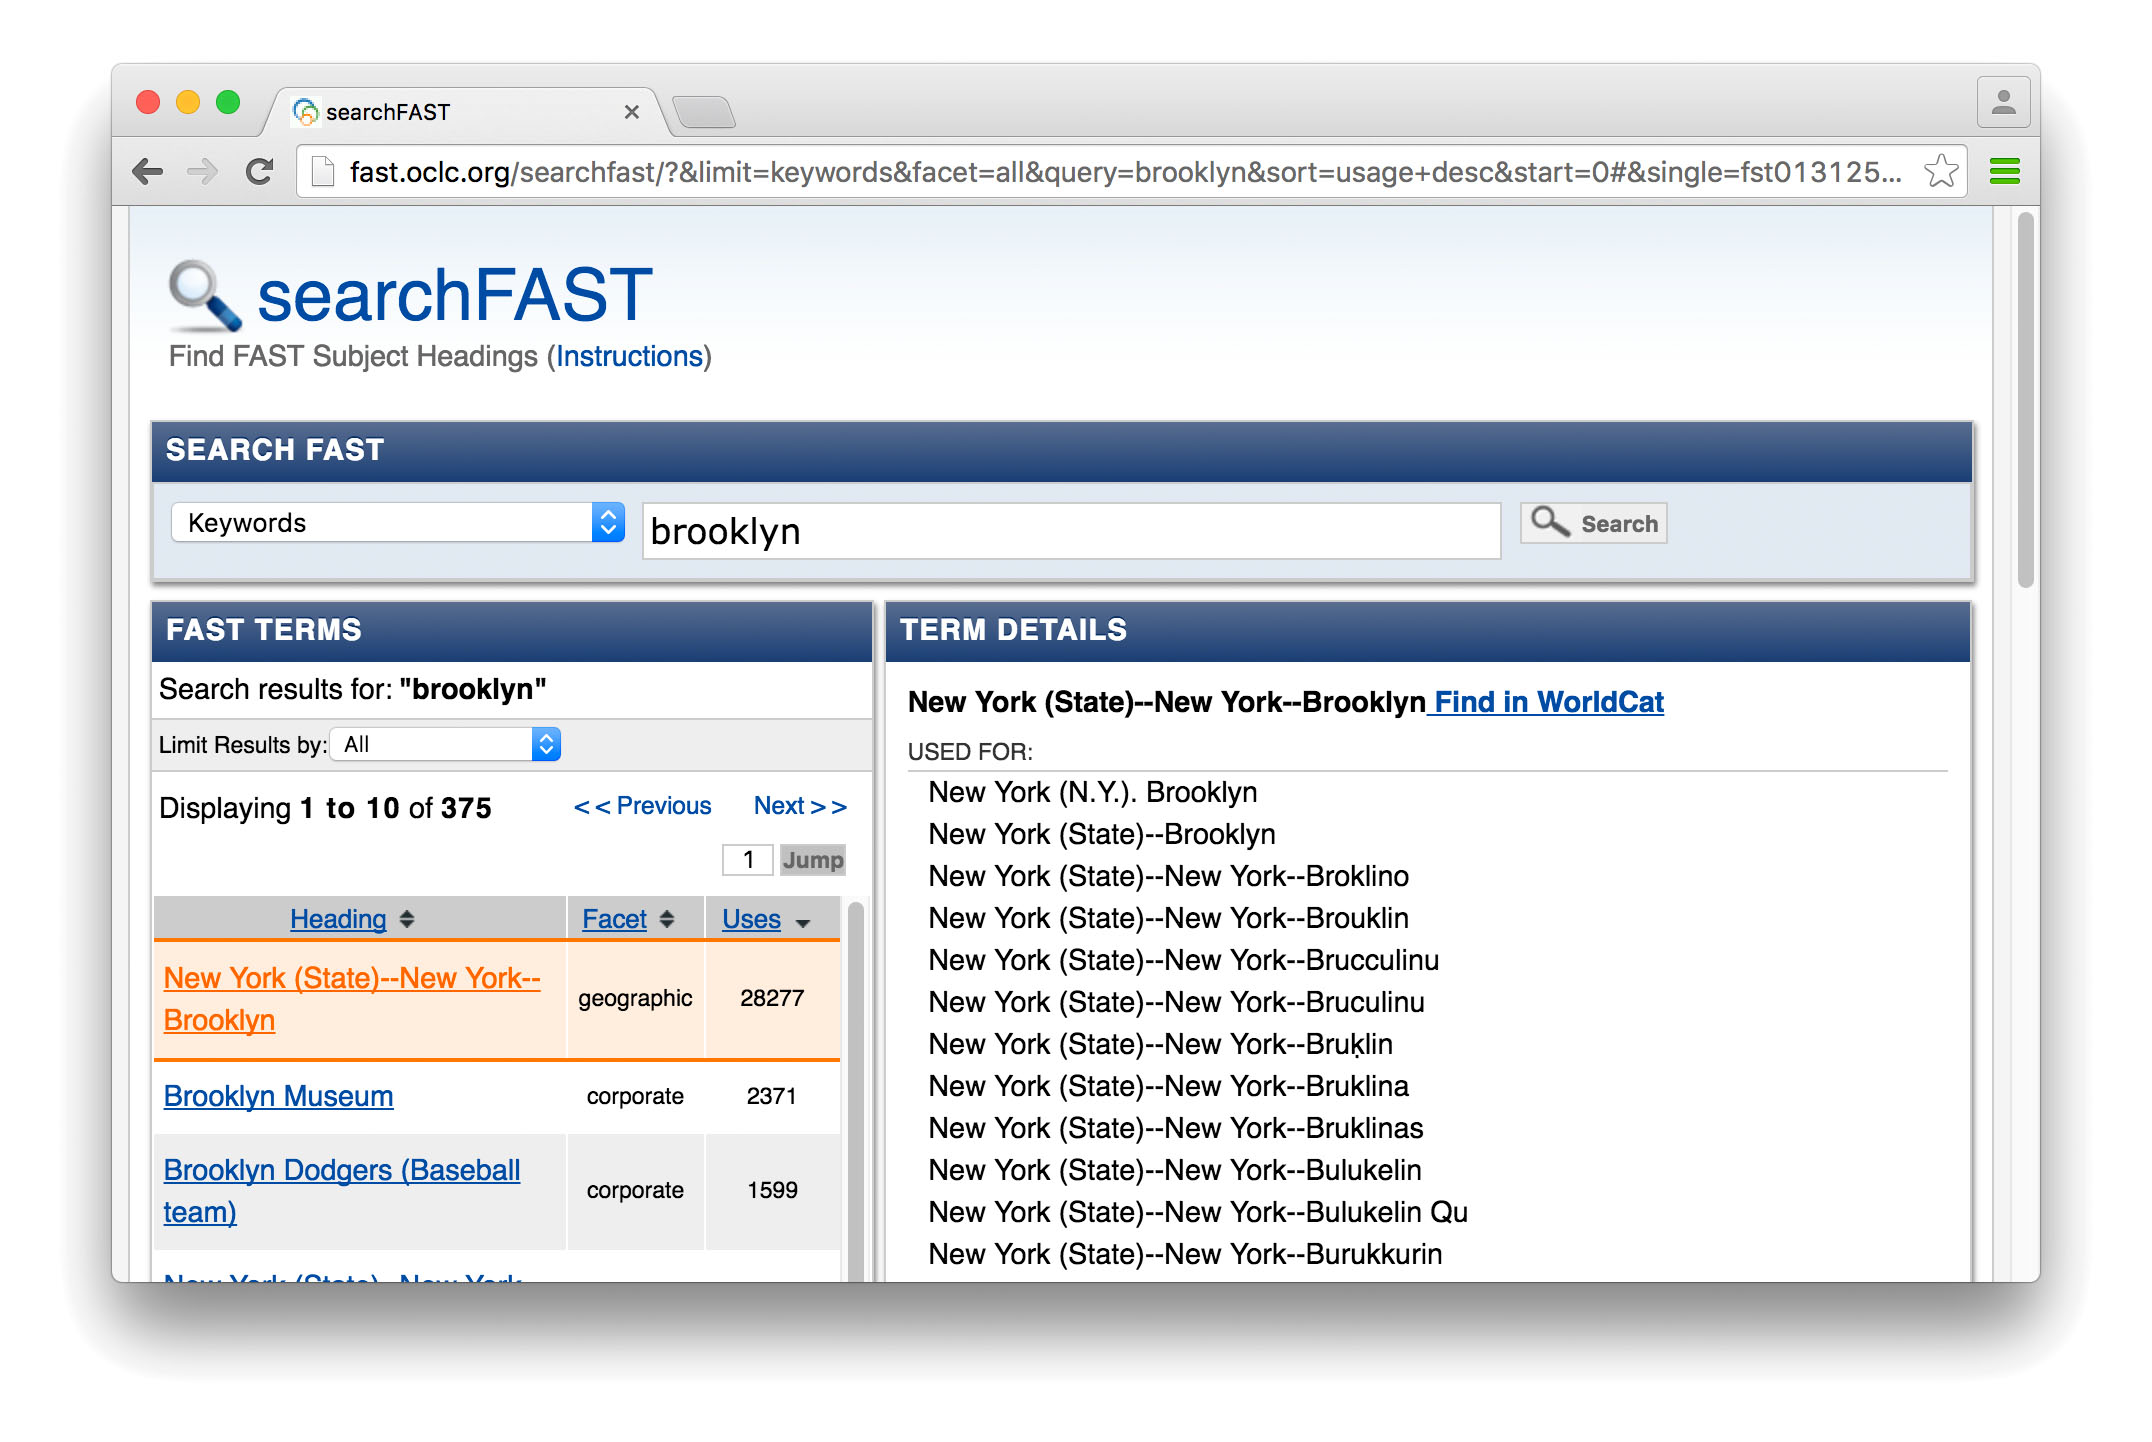 searchFAST
fast.oclc.org/searchfast/?&limit=keywords&facet=all&query=brooklyn&sort=usage+desc&start=0#&single=fst013125...
searchFAST
Find FAST Subject Headings (Instructions)
SEARCH FAST
Keywords
brooklyn
Search
FAST TERMS
Search results for: "brooklyn"
Limit Results by: All
Displaying 1 to 10 of 375
< < Previous
Next > >
1
Jump
Heading
Facet
Uses
New York (State)--New York--
Brooklyn
geographic
28277
Brooklyn Museum
corporate
2371
Brooklyn Dodgers (Baseball
team)
corporate
1599
New York (State)--New York
TERM DETAILS
New York (State)--New York--Brooklyn Find in WorldCat
USED FOR:
New York (N.Y.). Brooklyn
New York (State)--Brooklyn
New York (State)--New York--Broklino
New York (State)--New York--Brouklin
New York (State)--New York--Brucculinu
New York (State)--New York--Bruculinu
New York (State)--New York--Bruḳlin
New York (State)--New York--Bruklina
New York (State)--New York--Bruklinas
New York (State)--New York--Bulukelin
New York (State)--New York--Bulukelin Qu
New York (State)--New York--Burukkurin